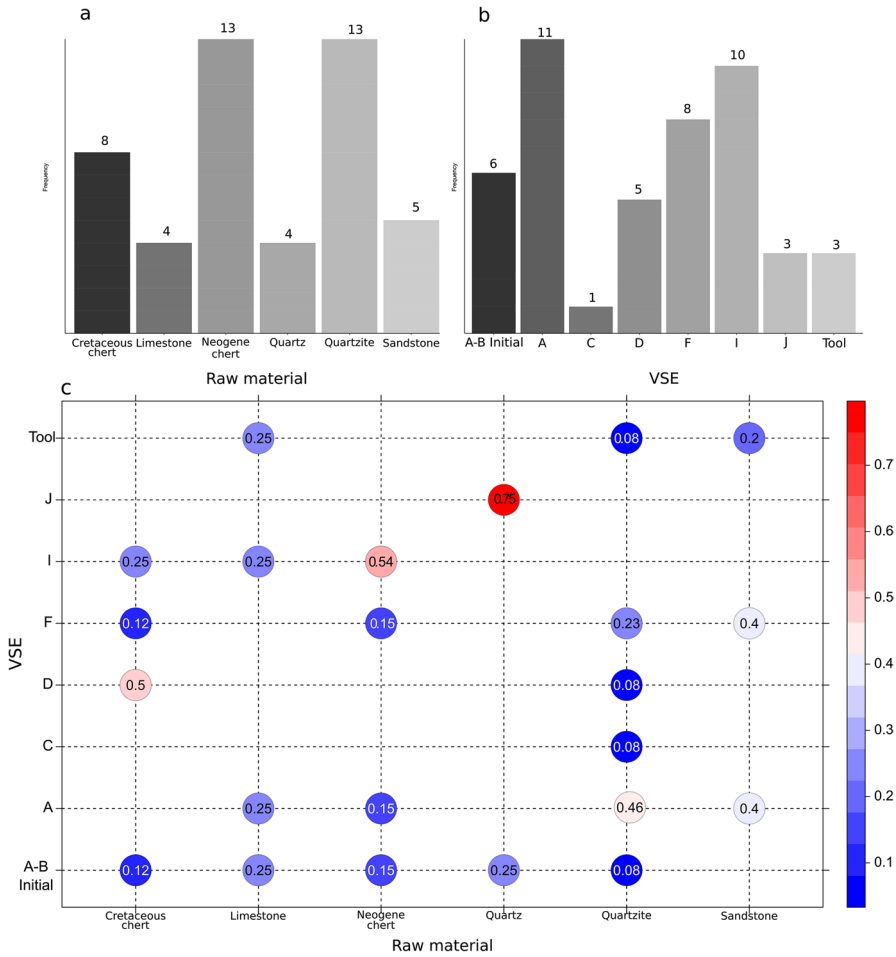 a
13
13
8
4
4
5
Frequency
Cretaceous
chert
Limestone
Neogene
chert
Quartz
Quartzite
Sandstone
Raw material
b
11
10
8
6
5
3
3
1
Frequency
A-B Initial
A
C
D
F
I
J
Tool
VSE
c
Tool
0.25
0.08
0.2
J
0.75
I
0.25
0.25
0.54
F
0.12
0.15
0.23
0.4
D
0.5
0.08
C
0.08
A
0.25
0.15
0.46
0.4
A-B
Initial
0.12
0.25
0.15
0.25
0.08
VSE
Cretaceous
chert
Limestone
Neogene
chert
Quartz
Quartzite
Sandstone
Raw material
0.7
0.6
0.5
0.4
0.3
0.2
0.1